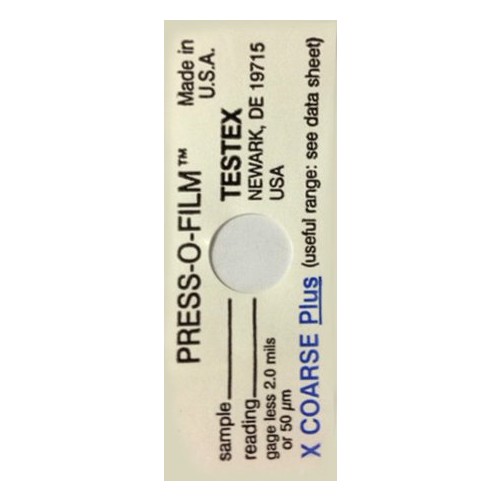 PRESS-O-FILM™
Made in
U.S.A.
sample
reading
gage less 2.0 mils
or 50 µm
TESTEX
NEWARK, DE 19715
USA
X COARSE Plus (useful range: see data sheet)